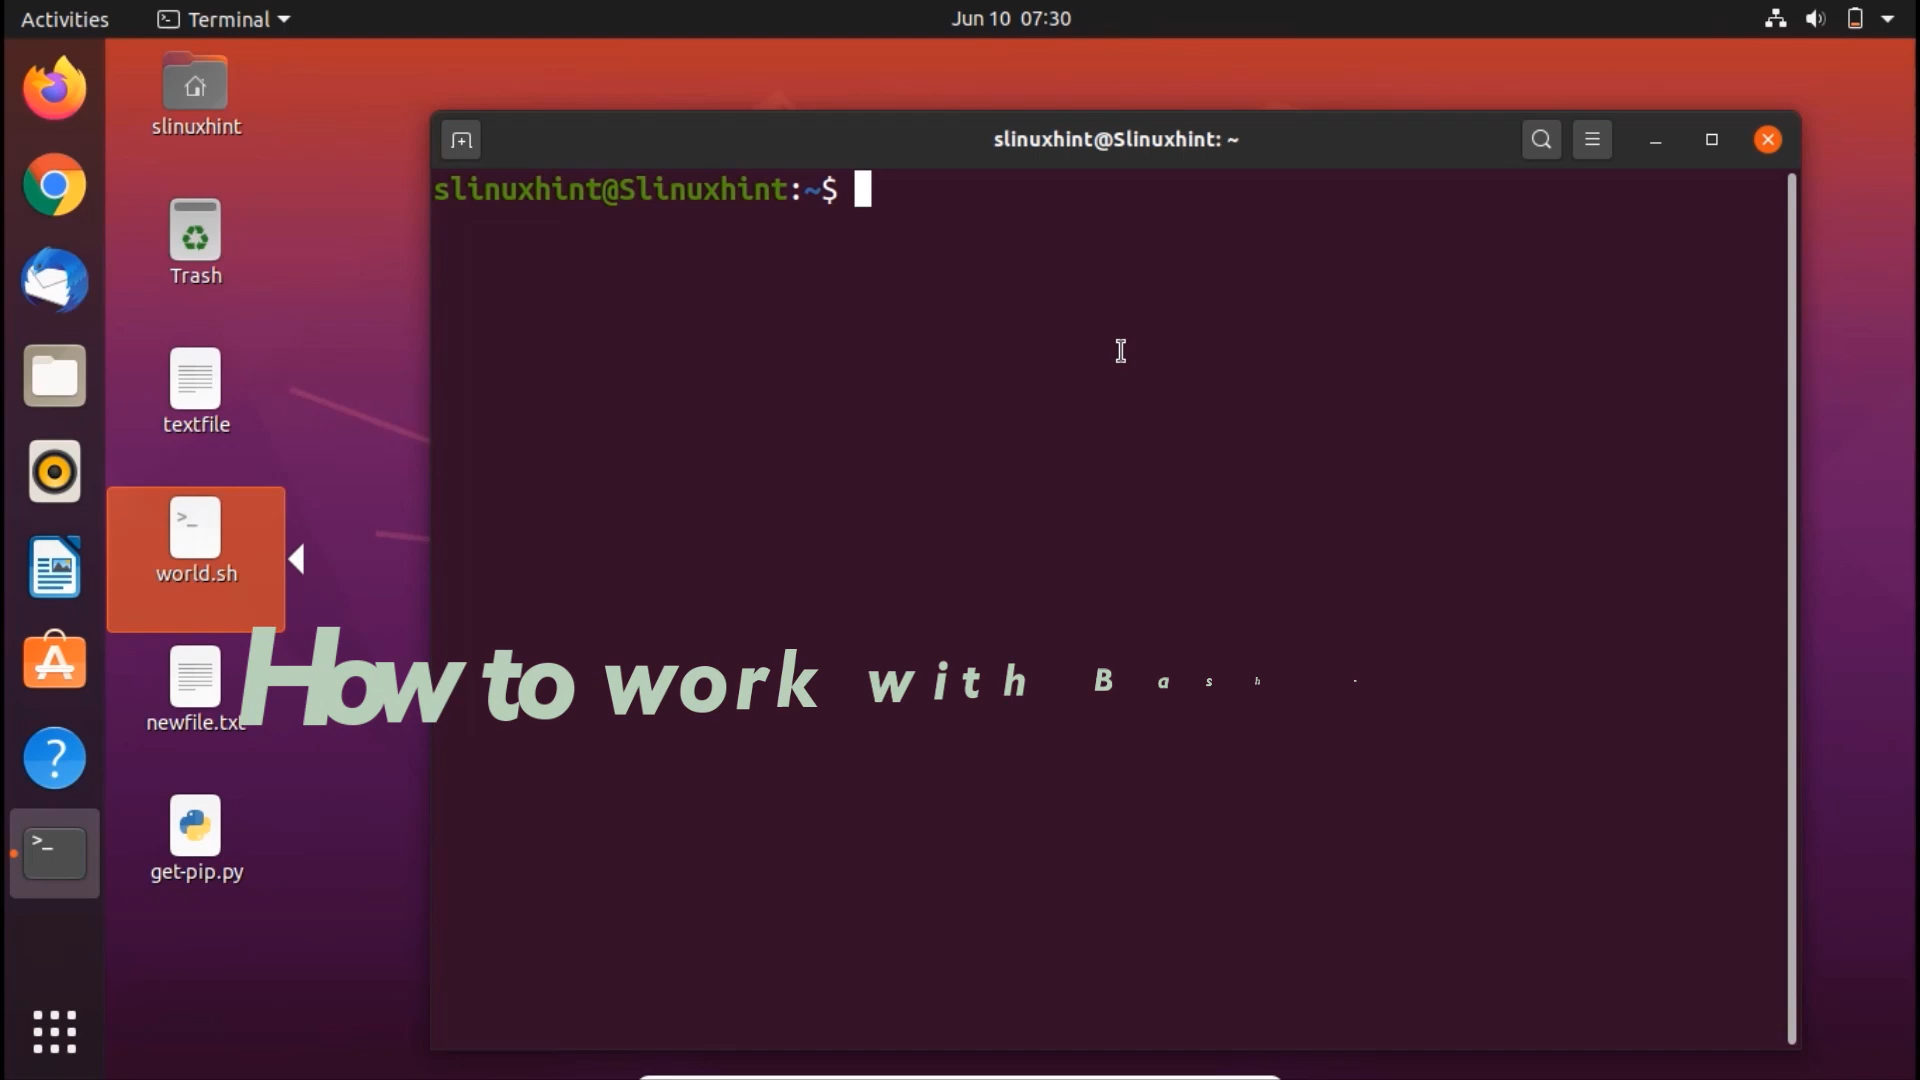 Activities Terminal Jun 10 07:30
slinuxhint
slinuxhint@Slinuxhint: ~
slinuxhint@Slinuxhint:~$
Trash
textfile
>_
world.sh
How to work with Bash
newfile.txt
>_
get-pip.py